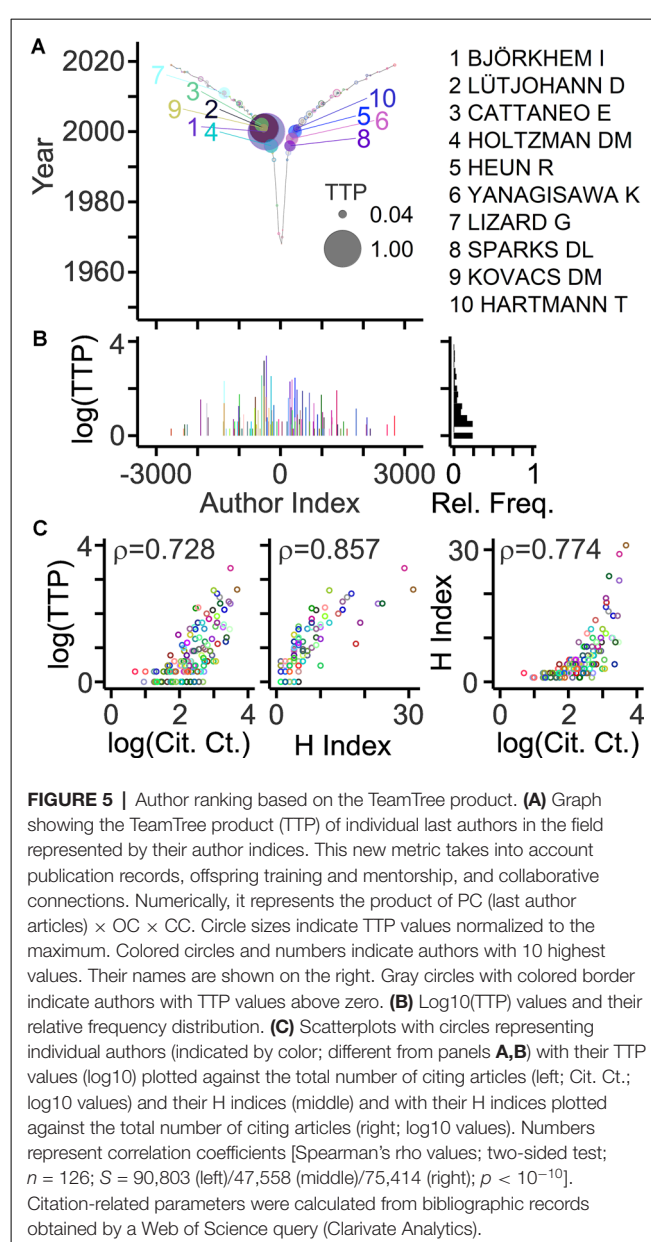 A
2020
2000
1980
1960
Year
7
3
2
9
1
4
10
5
6
8
TTP
0.04
1.00
1 BJÖRKHEM I
2 LÜTJOHANN D
3 CATTANEO E
4 HOLTZMAN DM
5 HEUN R
6 YANAGISAWA K
7 LIZARD G
8 SPARKS DL
9 KOVACS DM
10 HARTMANN T
B
log(TTP)
4
0
-3000 0 3000
Author Index
0 1
Rel. Freq.
C
log(TTP)
4
0
ρ=0.728
0 2 4
log(Cit. Ct.)
ρ=0.857
0 30
H Index
H Index
30
0
ρ=0.774
0 2 4
log(Cit. Ct.)
FIGURE 5 | Author ranking based on the TeamTree product. (A) Graph
showing the TeamTree product (TTP) of individual last authors in the field
represented by their author indices. This new metric takes into account
publication records, offspring training and mentorship, and collaborative
connections. Numerically, it represents the product of PC (last author
articles) × OC × CC. Circle sizes indicate TTP values normalized to the
maximum. Colored circles and numbers indicate authors with 10 highest
values. Their names are shown on the right. Gray circles with colored border
indicate authors with TTP values above zero. (B) Log10(TTP) values and their
relative frequency distribution. (C) Scatterplots with circles representing
individual authors (indicated by color; different from panels A,B) with their TTP
values (log10) plotted against the total number of citing articles (left; Cit. Ct.;
log10 values) and their H indices (middle) and with their H indices plotted
against the total number of citing articles (right; log10 values). Numbers
represent correlation coefficients [Spearman's rho values; two-sided test;
n = 126; S = 90,803 (left)/47,558 (middle)/75,414 (right); p < 10−10].
Citation-related parameters were calculated from bibliographic records
obtained by a Web of Science query (Clarivate Analytics).